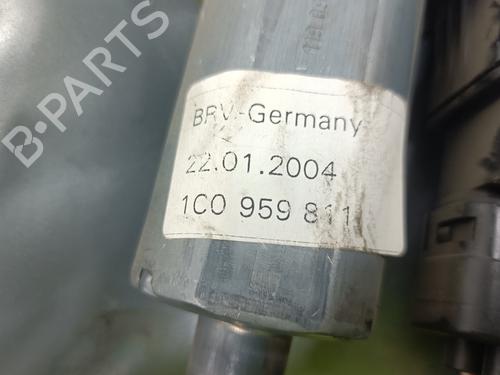 B-PARTS
BRV-Germany
22.01.2004
1C0 959 811